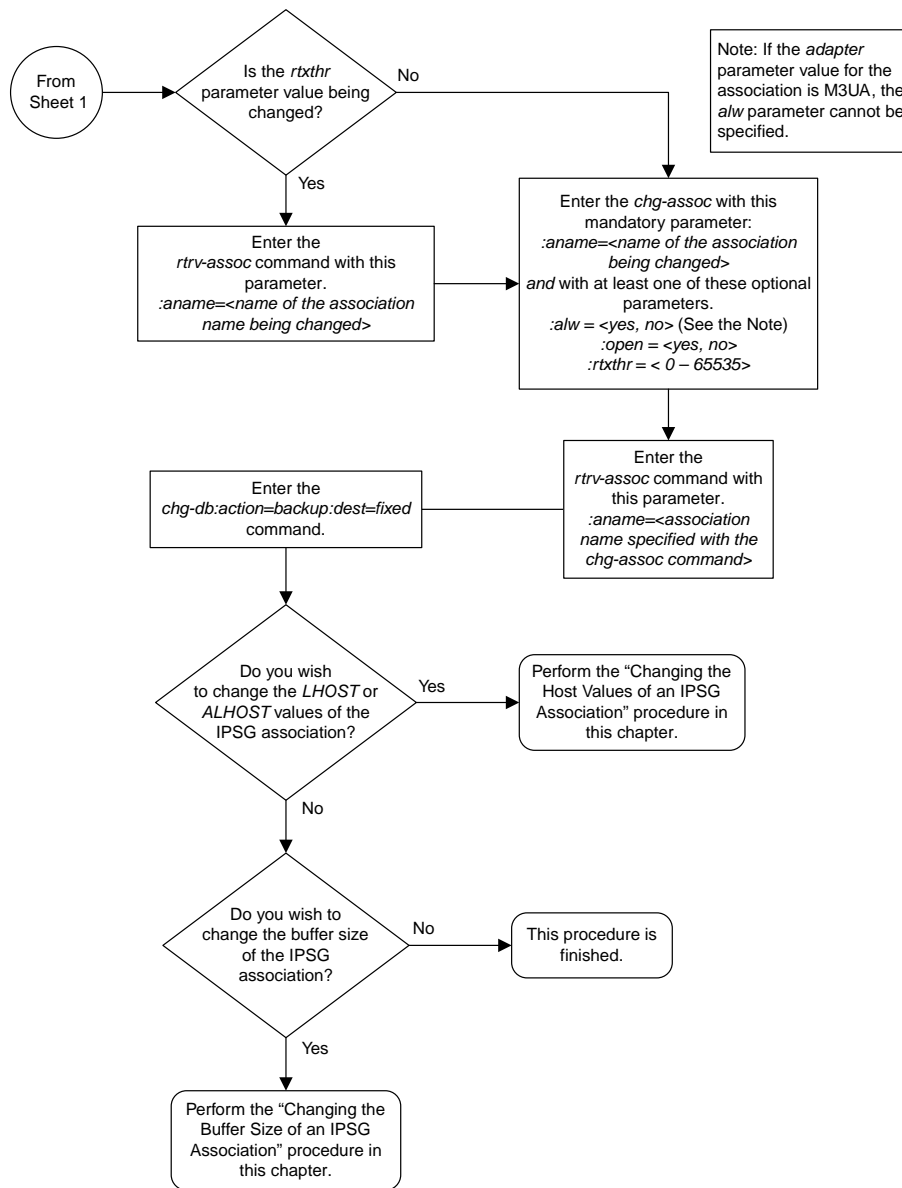 From
Sheet 1
Is the rtxthr
parameter value being
changed?
No
Yes
Note: If the adapter
parameter value for the
association is M3UA, the
alw parameter cannot be
specified.
Enter the
rtrv-assoc command with this
parameter.
:aname=<name of the association
name being changed>
Enter the chg-assoc with this
mandatory parameter:
:aname=<name of the association
being changed>
and with at least one of these optional
parameters.
:alw = <yes, no> (See the Note)
:open = <yes, no>
:rtxthr = < 0 – 65535>
Enter the
rtrv-assoc command with
this parameter.
:aname=<association
name specified with the
chg-assoc command>
Enter the
chg-db:action=backup:dest=fixed
command.
Do you wish
to change the LHOST or
ALHOST values of the
IPSG association?
Yes
No
Perform the “Changing the
Host Values of an IPSG
Association” procedure in
this chapter.
Do you wish to
change the buffer size
of the IPSG
association?
No
Yes
This procedure is
finished.
Perform the “Changing the
Buffer Size of an IPSG
Association” procedure in
this chapter.